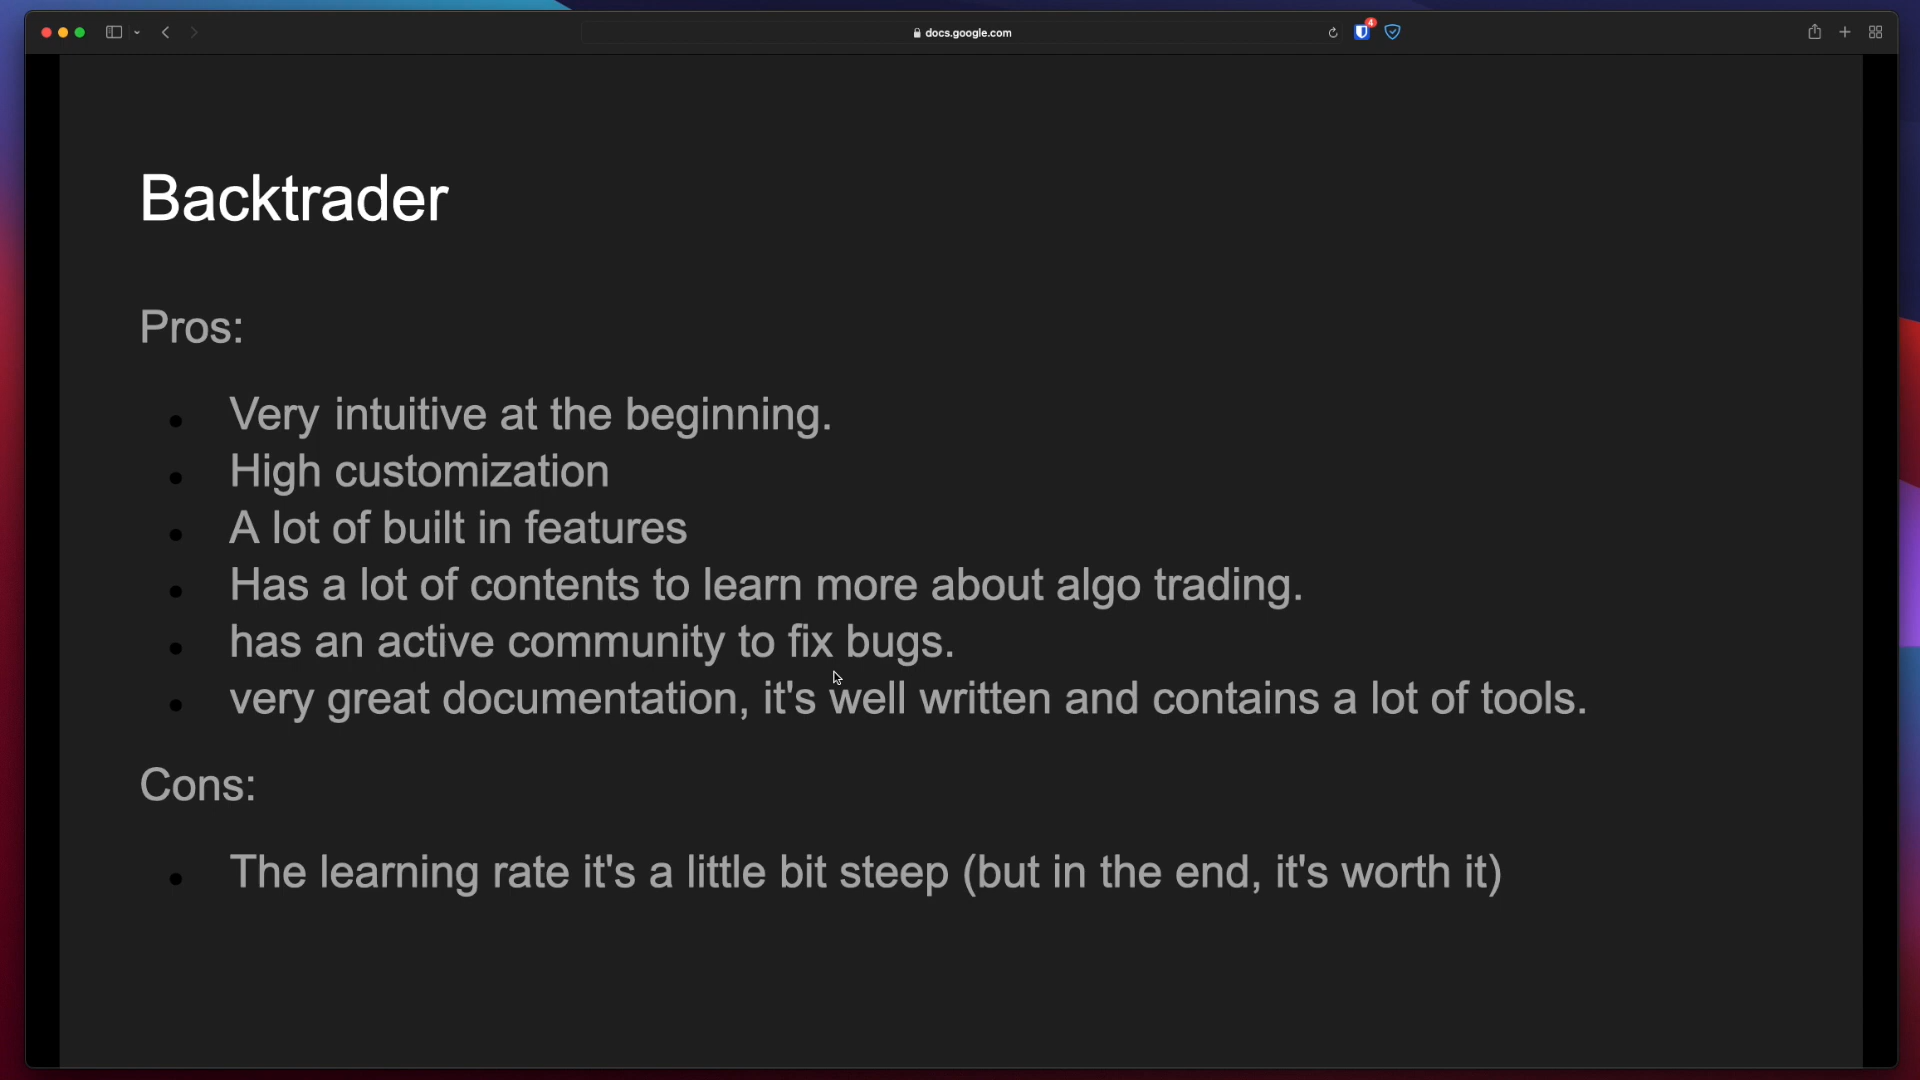 docs.google.com
4
Backtrader
Pros:
● Very intuitive at the beginning.
● High customization
● A lot of built in features
● Has a lot of contents to learn more about algo trading.
● has an active community to fix bugs.
● very great documentation, it's well written and contains a lot of tools.
Cons:
● The learning rate it's a little bit steep (but in the end, it's worth it)